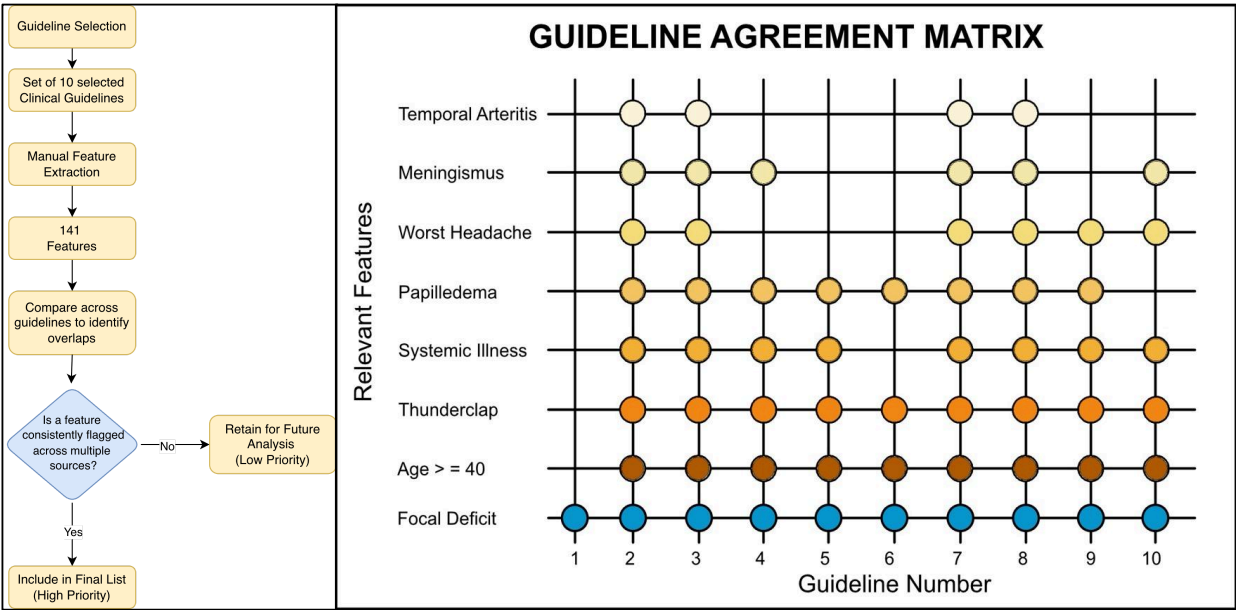 Guideline Selection
Set of 10 selected
Clinical Guidelines
Manual Feature
Extraction
141
Features
Compare across
guidelines to identify
overlaps
Is a feature
consistently flagged
across multiple
sources?
No
Retain for Future
Analysis
(Low Priority)
Yes
Include in Final List
(High Priority)
GUIDELINE AGREEMENT MATRIX
Relevant Features
Temporal Arteritis
Meningismus
Worst Headache
Papilledema
Systemic Illness
Thunderclap
Age > = 40
Focal Deficit
1 2 3 4 5 6 7 8 9 10
Guideline Number